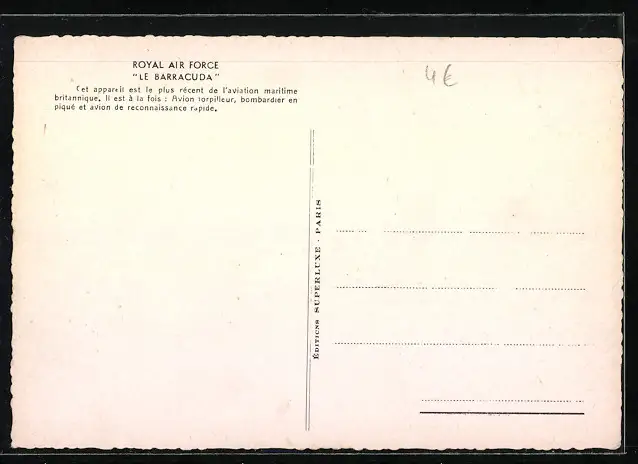 ROYAL AIR FORCE
"LE BARRACUDA"
Cet appareil est le plus récent de l'aviation maritime
britannique. Il est à la fois : Avion torpilleur, bombardier en
piqué et avion de reconnaissance rapide.
4€
ÉDITIONS SUPERLUXE - PARIS